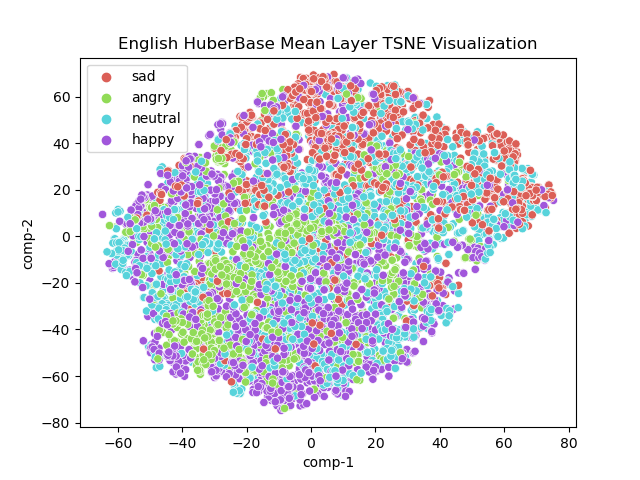 English HuberBase Mean Layer TSNE Visualization
sad
angry
neutral
happy
60
40
20
0
−20
−40
−60
−80
comp-2
−60
−40
−20
0
20
40
60
80
comp-1